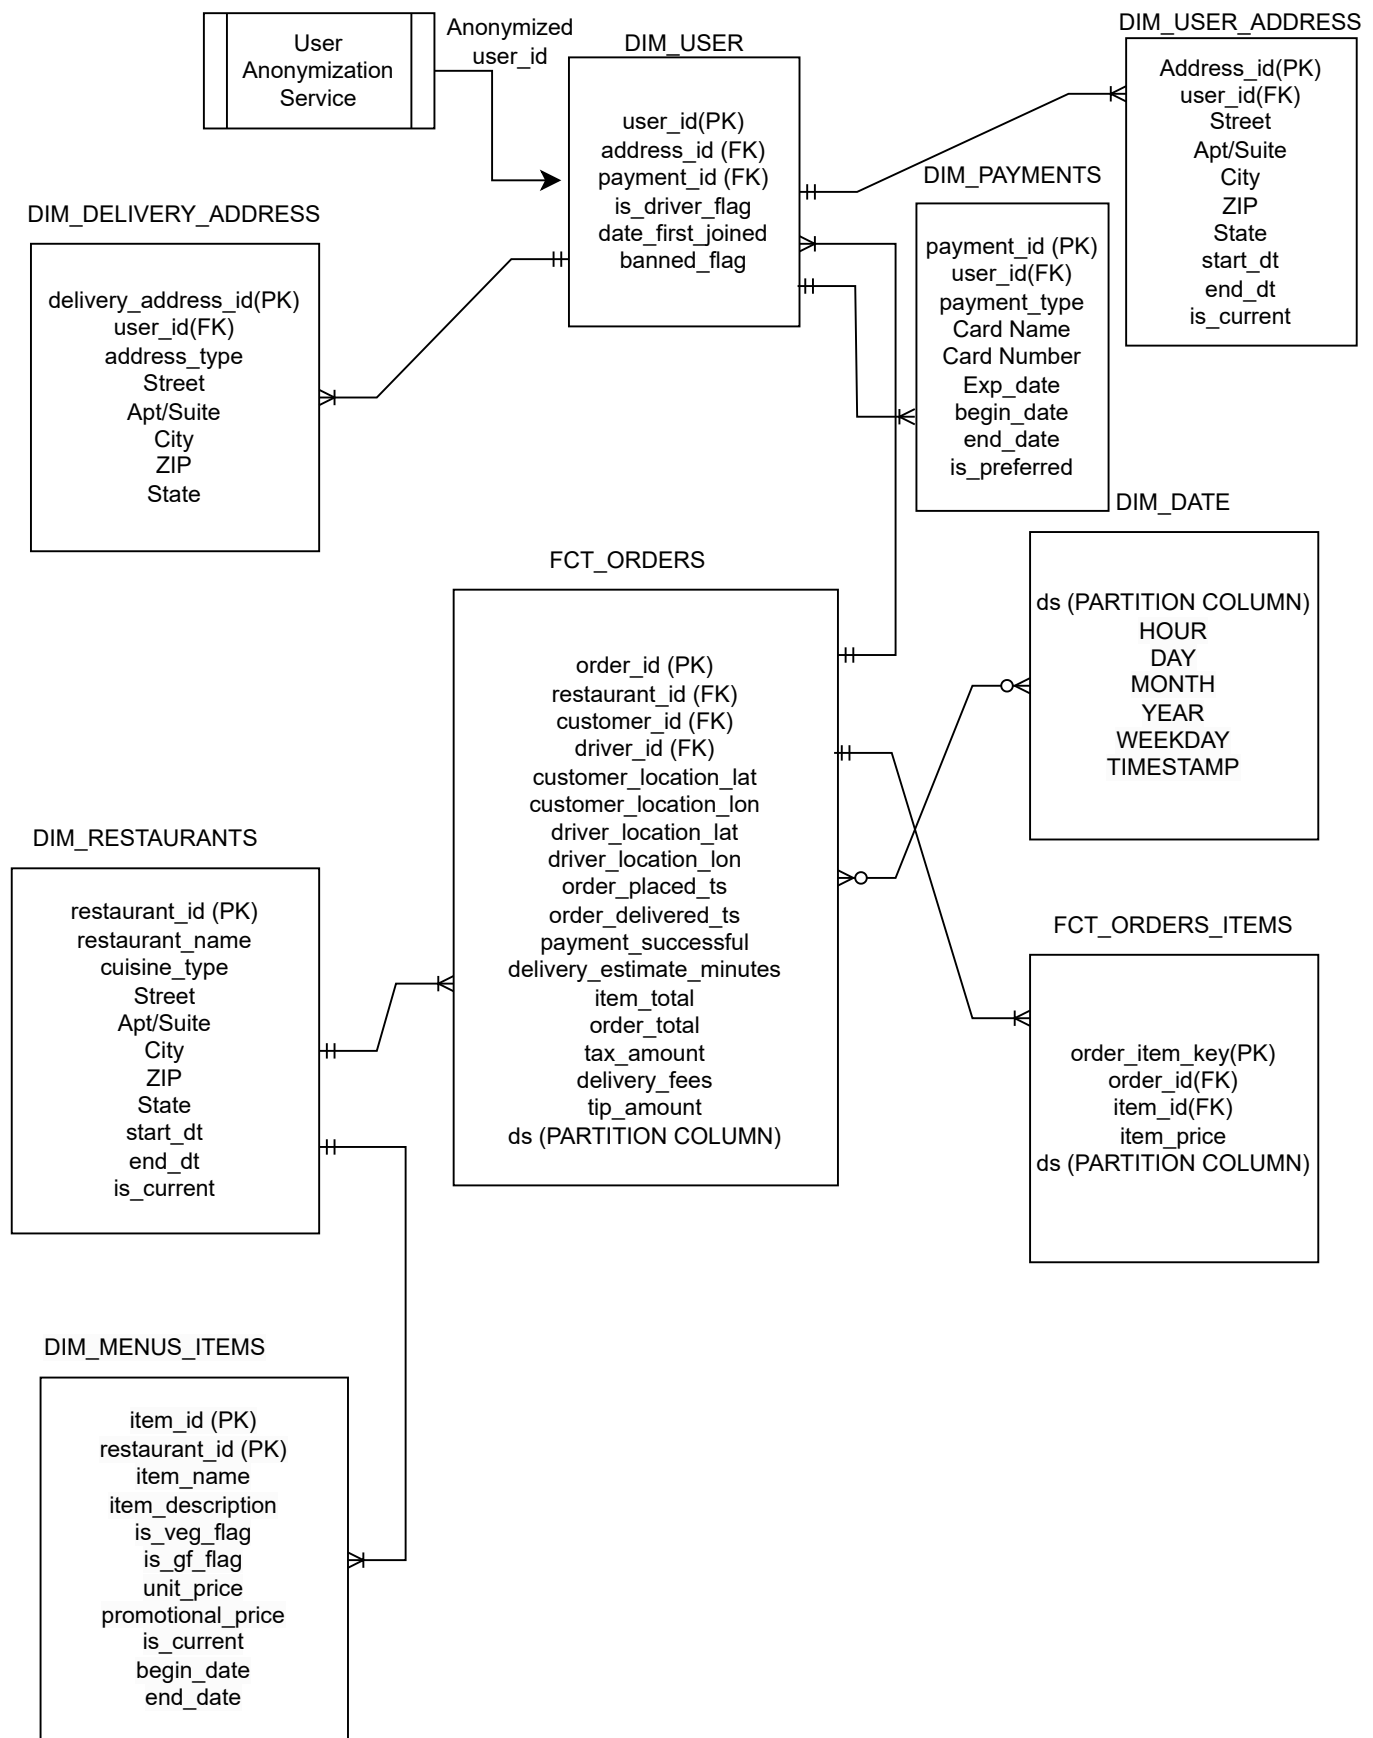 User
Anonymization
Service
Anonymized
user_id
DIM_USER
user_id(PK)
address_id (FK)
payment_id (FK)
is_driver_flag
date_first_joined
banned_flag
DIM_USER_ADDRESS
Address_id(PK)
user_id(FK)
Street
Apt/Suite
City
ZIP
State
start_dt
end_dt
is_current
DIM_PAYMENTS
payment_id (PK)
user_id(FK)
payment_type
Card Name
Card Number
Exp_date
begin_date
end_date
is_preferred
DIM_DELIVERY_ADDRESS
delivery_address_id(PK)
user_id(FK)
address_type
Street
Apt/Suite
City
ZIP
State
DIM_DATE
ds (PARTITION COLUMN)
HOUR
DAY
MONTH
YEAR
WEEKDAY
TIMESTAMP
FCT_ORDERS
order_id (PK)
restaurant_id (FK)
customer_id (FK)
driver_id (FK)
customer_location_lat
customer_location_lon
driver_location_lat
driver_location_lon
order_placed_ts
order_delivered_ts
payment_successful
delivery_estimate_minutes
item_total
order_total
tax_amount
delivery_fees
tip_amount
ds (PARTITION COLUMN)
DIM_RESTAURANTS
restaurant_id (PK)
restaurant_name
cuisine_type
Street
Apt/Suite
City
ZIP
State
start_dt
end_dt
is_current
FCT_ORDERS_ITEMS
order_item_key(PK)
order_id(FK)
item_id(FK)
item_price
ds (PARTITION COLUMN)
DIM_MENUS_ITEMS
item_id (PK)
restaurant_id (PK)
item_name
item_description
is_veg_flag
is_gf_flag
unit_price
promotional_price
is_current
begin_date
end_date